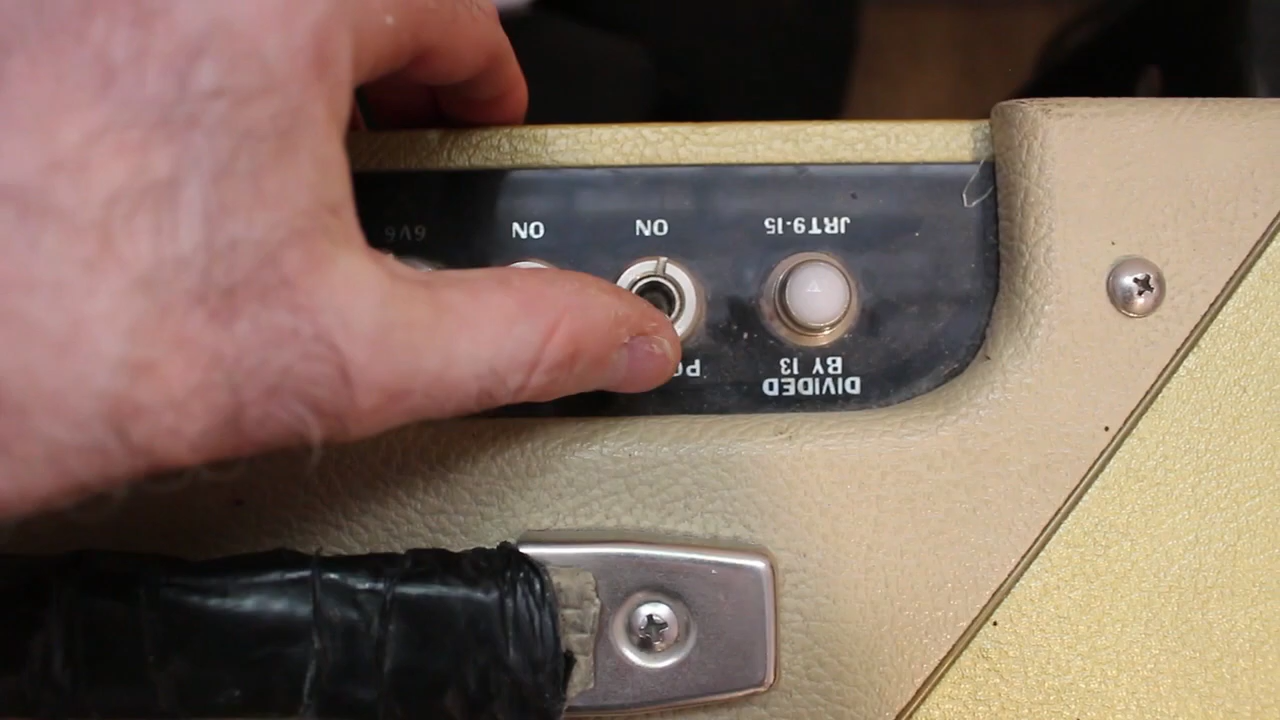 DIVIDED
BY 13
JRT9-15
ON
ON
6V6